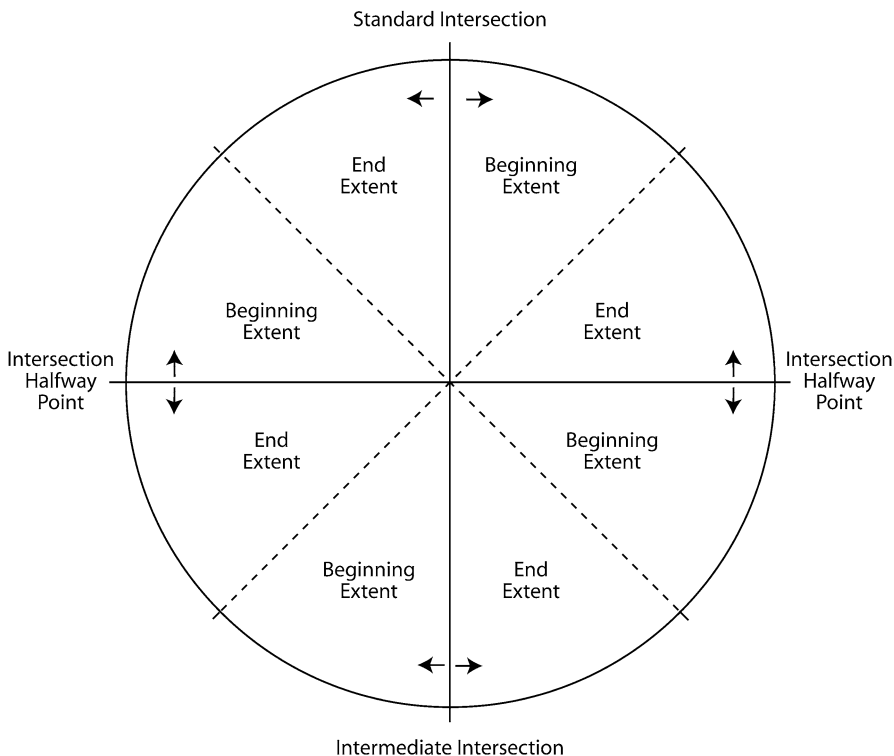 Standard Intersection
End
Extent
Beginning
Extent
Beginning
Extent
End
Extent
Intersection
Halfway
Point
Intersection
Halfway
Point
End
Extent
Beginning
Extent
Beginning
Extent
End
Extent
Intermediate Intersection